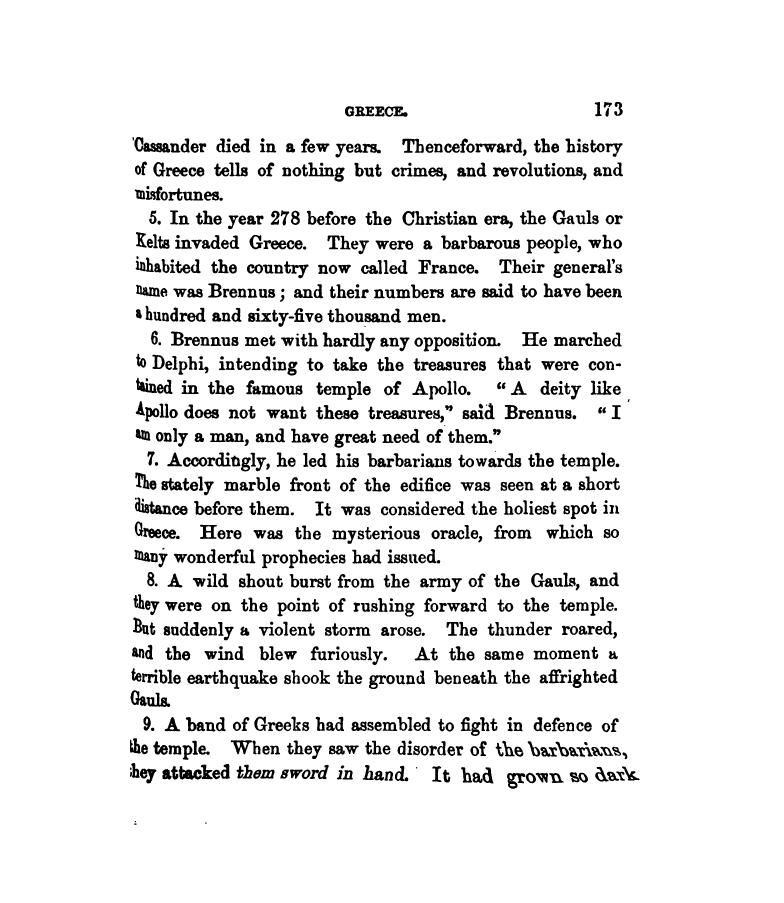 GREECE. 173
Cassander died in a few years. Thenceforward, the history
of Greece tells of nothing but crimes, and revolutions, and
misfortunes.
5. In the year 278 before the Christian era, the Gauls or
Kelts invaded Greece. They were a barbarous people, who
inhabited the country now called France. Their general's
name was Brennus; and their numbers are said to have been
a hundred and sixty-five thousand men.
6. Brennus met with hardly any opposition. He marched
to Delphi, intending to take the treasures that were con-
tained in the famous temple of Apollo. "A deity like
Apollo does not want these treasures," said Brennus. "I
am only a man, and have great need of them."
7. Accordingly, he led his barbarians towards the temple.
The stately marble front of the edifice was seen at a short
distance before them. It was considered the holiest spot in
Greece. Here was the mysterious oracle, from which so
many wonderful prophecies had issued.
8. A wild shout burst from the army of the Gauls, and
they were on the point of rushing forward to the temple.
But suddenly a violent storm arose. The thunder roared,
and the wind blew furiously. At the same moment a
terrible earthquake shook the ground beneath the affrighted
Gauls.
9. A band of Greeks had assembled to fight in defence of
the temple. When they saw the disorder of the barbarians,
they attacked them sword in hand. It had grown so dark